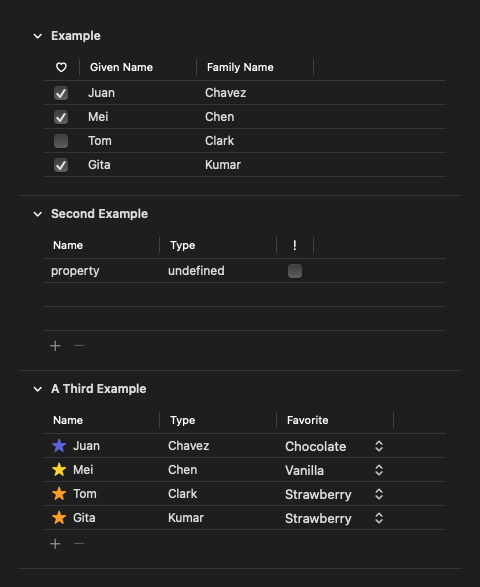 Example
Given Name Family Name
Juan Chavez
Mei Chen
Tom Clark
Gita Kumar
Second Example
Name Type !
property undefined
A Third Example
Name Type Favorite
Juan Chavez Chocolate
Mei Chen Vanilla
Tom Clark Strawberry
Gita Kumar Strawberry